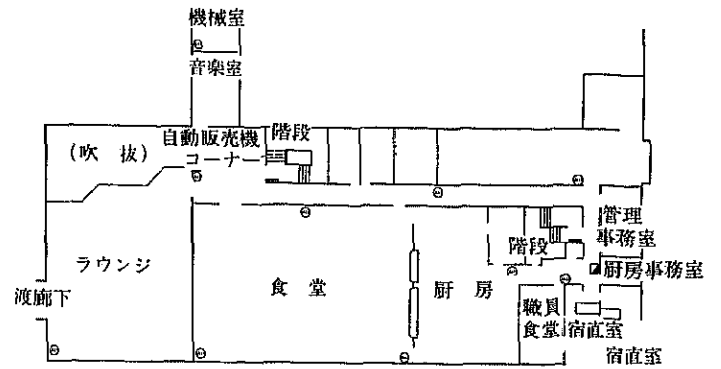 機械室
音楽室
自動販売機
コーナー
階段
(吹 抜)
管理
事務室
階段
厨房事務室
ラウンジ
食 堂
厨 房
渡廊下
職員
食堂
宿直室
宿直室